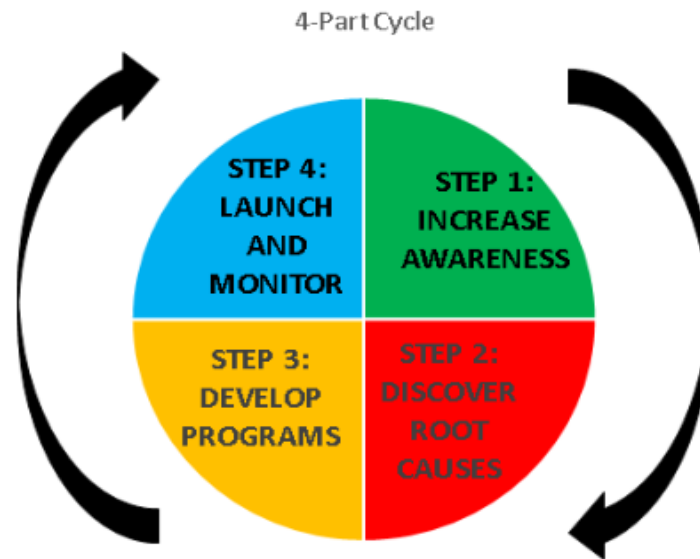 4-Part Cycle
STEP 4:
LAUNCH
AND
MONITOR
STEP 1:
INCREASE
AWARENESS
STEP 3:
DEVELOP
PROGRAMS
STEP 2:
DISCOVER
ROOT
CAUSES